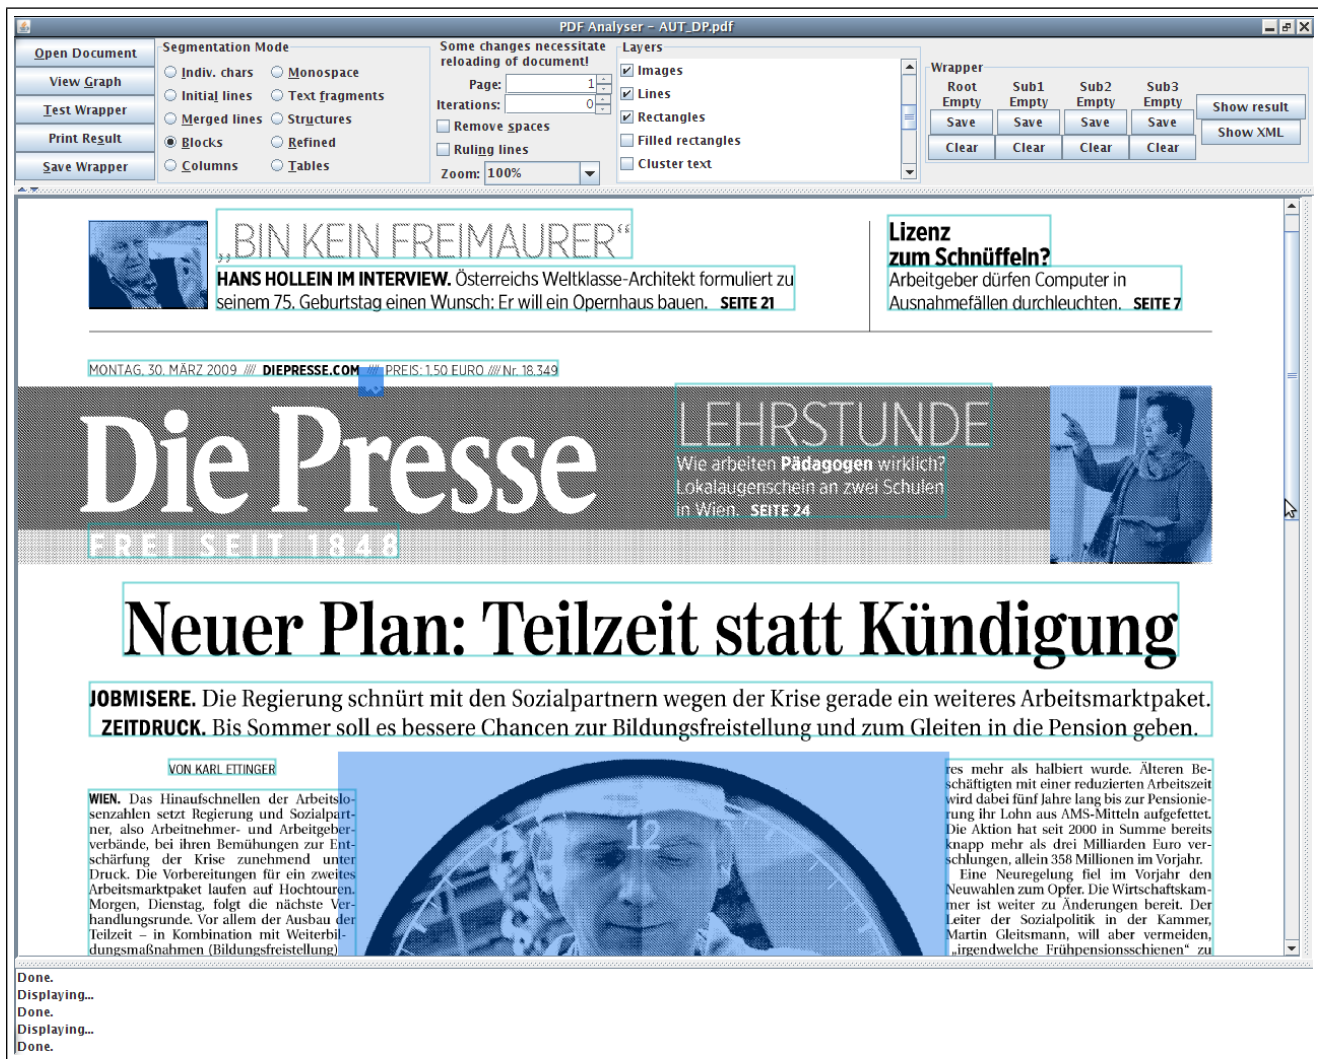 PDF Analyser – AUT_DP.pdf
Open Document
View Graph
Test Wrapper
Print Result
Save Wrapper
Segmentation Mode
Indiv. chars
Monospace
Initial lines
Text fragments
Merged lines
Structures
Blocks
Refined
Columns
Tables
Some changes necessitate
reloading of document!
Page: 1
Iterations: 0
Remove spaces
Ruling lines
Zoom: 100%
Layers
Images
Lines
Rectangles
Filled rectangles
Cluster text
Wrapper
Root Sub1 Sub2 Sub3
Empty Empty Empty Empty
Save Save Save Save
Clear Clear Clear Clear
Show result
Show XML
„BIN KEIN FREIMAURER“
HANS HOLLEIN IM INTERVIEW. Österreichs Weltklasse-Architekt formuliert zu
seinem 75. Geburtstag einen Wunsch: Er will ein Opernhaus bauen. SEITE 21
Lizenz
zum Schnüffeln?
Arbeitgeber dürfen Computer in
Ausnahmefällen durchleuchten. SEITE 7
MONTAG, 30. MÄRZ 2009 //// DIEPRESSE.COM //// PREIS: 1,50 EURO //// Nr. 18.349
Die Presse
FREI SEIT 1848
LEHRSTUNDE
Wie arbeiten Pädagogen wirklich?
Lokalaugenschein an zwei Schulen
in Wien. SEITE 24
Neuer Plan: Teilzeit statt Kündigung
JOBMISERE. Die Regierung schnürt mit den Sozialpartnern wegen der Krise gerade ein weiteres Arbeitsmarktpaket.
ZEITDRUCK. Bis Sommer soll es bessere Chancen zur Bildungsfreistellung und zum Gleiten in die Pension geben.
VON KARL ETTINGER
WIEN. Das Hinaufschnellen der Arbeitslo-
senzahlen setzt Regierung und Sozialpart-
ner, also Arbeitnehmer- und Arbeitgeber-
verbände, bei ihren Bemühungen zur Ent-
schärfung der Krise zunehmend unter
Druck. Die Vorbereitungen für ein zweites
Arbeitsmarktpaket laufen auf Hochtouren.
Morgen, Dienstag, folgt die nächste Ver-
handlungsrunde. Vor allem der Ausbau der
Teilzeit – in Kombination mit Weiterbil-
dungsmaßnahmen (Bildungsfreistellung)
12
res mehr als halbiert wurde. Älteren Be-
schäftigten mit einer reduzierten Arbeitszeit
wird dabei fünf Jahre lang bis zur Pensionie-
rung ihr Lohn aus AMS-Mitteln aufgefettet.
Die Aktion hat seit 2000 in Summe bereits
knapp mehr als drei Milliarden Euro ver-
schlungen, allein 358 Millionen im Vorjahr.
Eine Neuregelung fiel im Vorjahr den
Neuwahlen zum Opfer. Die Wirtschaftskam-
mer ist weiter zu Änderungen bereit. Der
Leiter der Sozialpolitik in der Kammer,
Martin Gleitsmann, will aber vermeiden,
„irgendwelche Frühpensionsschienen“ zu
Done.
Displaying...
Done.
Displaying...
Done.